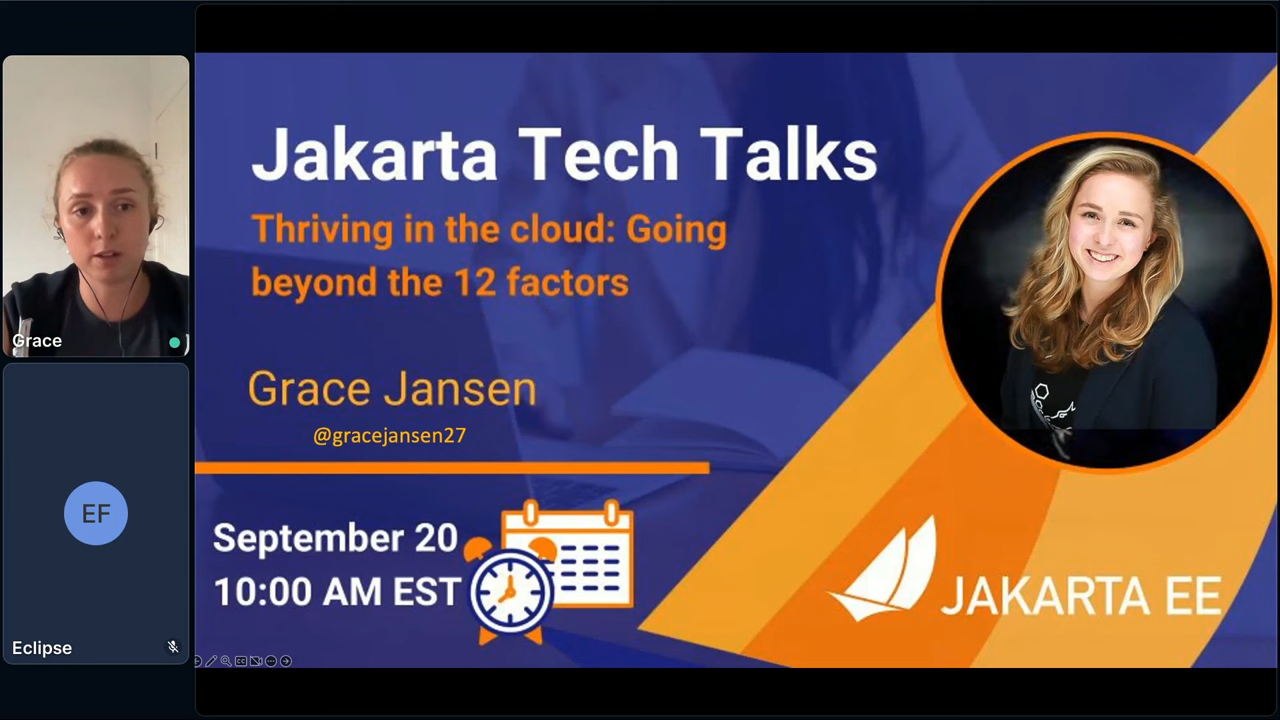 Grace
EF
Eclipse
Jakarta Tech Talks
Thriving in the cloud: Going
beyond the 12 factors
Grace Jansen
@gracejansen27
September 20
10:00 AM EST
JAKARTA EE